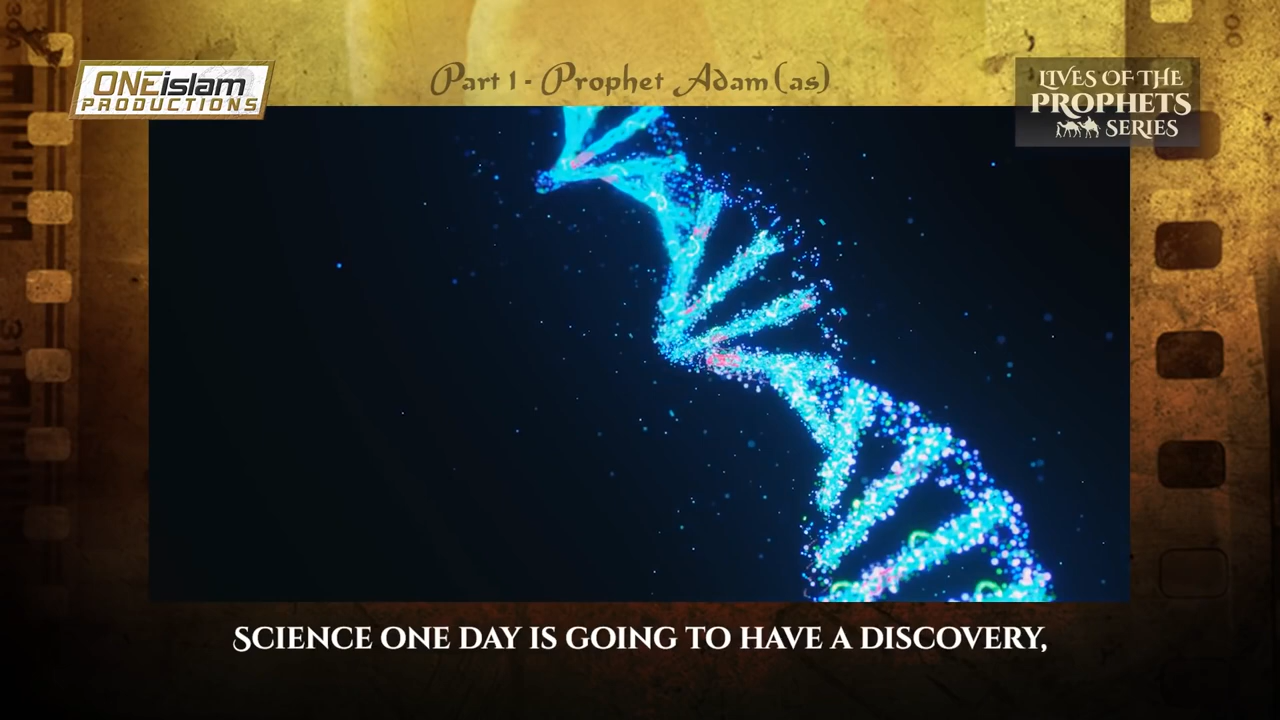 ONEislam
PRODUCTIONS
Part 1 - Prophet Adam (as)
LIVES OF THE
PROPHETS
SERIES
SCIENCE ONE DAY IS GOING TO HAVE A DISCOVERY,